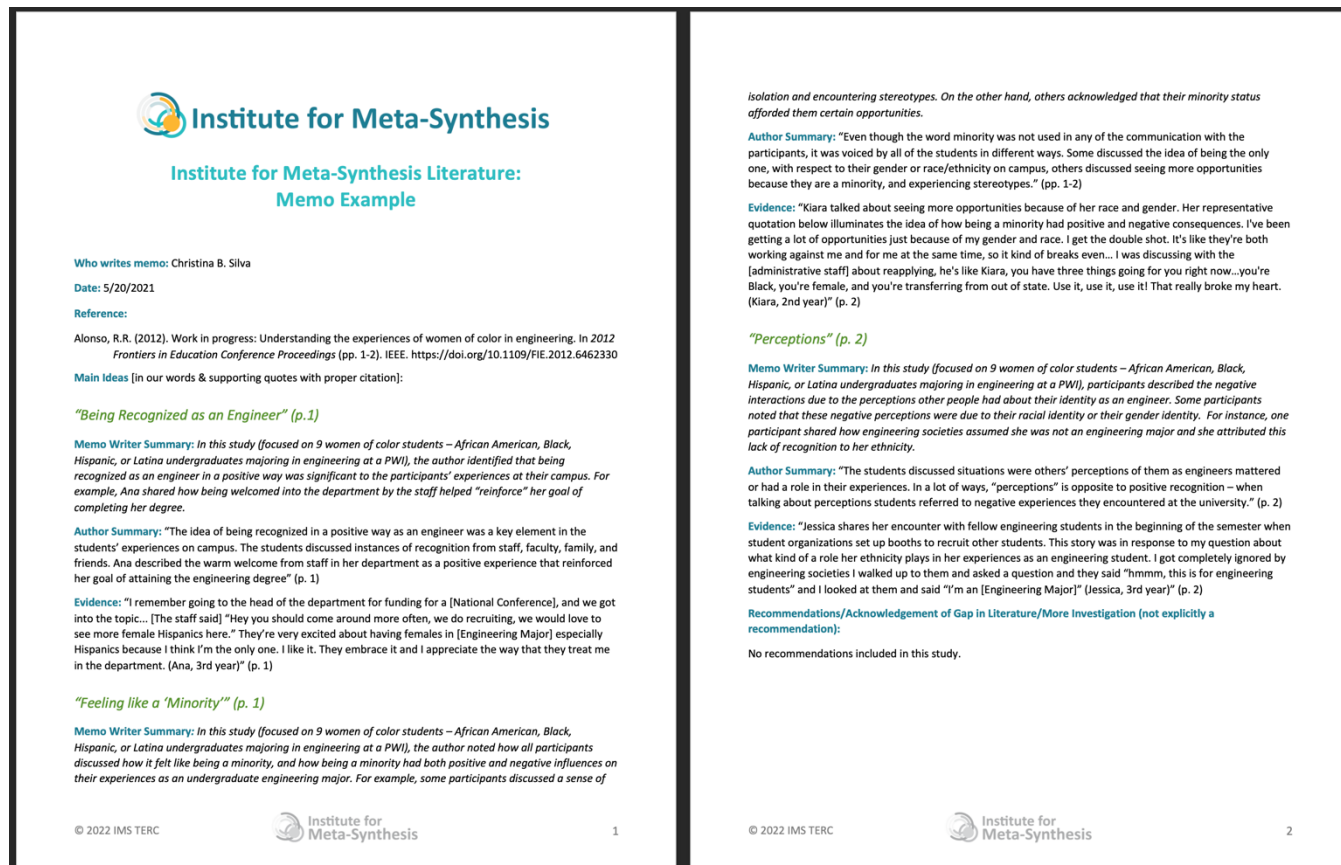 Institute for Meta-Synthesis
Institute for Meta-Synthesis Literature:
Memo Example
Who writes memo: Christina B. Silva
Date: 5/20/2021
Reference:
Alonso, R.R. (2012). Work in progress: Understanding the experiences of women of color in engineering. In 2012
Frontiers in Education Conference Proceedings (pp. 1-2). IEEE. https://doi.org/10.1109/FIE.2012.6462330
Main Ideas [in our words & supporting quotes with proper citation]:
“Being Recognized as an Engineer” (p.1)
Memo Writer Summary: In this study (focused on 9 women of color students – African American, Black,
Hispanic, or Latina undergraduates majoring in engineering at a PWI), the author identified that being
recognized as an engineer in a positive way was significant to the participants’ experiences at their campus. For
example, Ana shared how being welcomed into the department by the staff helped “reinforce” her goal of
completing her degree.
Author Summary: “The idea of being recognized in a positive way as an engineer was a key element in the
students’ experiences on campus. The students discussed instances of recognition from staff, faculty, family, and
friends. Ana described the warm welcome from staff in her department as a positive experience that reinforced
her goal of attaining the engineering degree” (p. 1)
Evidence: “I remember going to the head of the department for funding for a [National Conference], and we got
into the topic... [The staff said] “Hey you should come around more often, we do recruiting, we would love to
see more female Hispanics here.” They’re very excited about having females in [Engineering Major] especially
Hispanics because I think I’m the only one. I like it. They embrace it and I appreciate the way that they treat me
in the department. (Ana, 3rd year)” (p. 1)
“Feeling like a ‘Minority’” (p. 1)
Memo Writer Summary: In this study (focused on 9 women of color students – African American, Black,
Hispanic, or Latina undergraduates majoring in engineering at a PWI), the author noted how all participants
discussed how it felt like being a minority, and how being a minority had both positive and negative influences on
their experiences as an undergraduate engineering major. For example, some participants discussed a sense of
© 2022 IMS TERC
Institute for
Meta-Synthesis
1
isolation and encountering stereotypes. On the other hand, others acknowledged that their minority status
afforded them certain opportunities.
Author Summary: “Even though the word minority was not used in any of the communication with the
participants, it was voiced by all of the students in different ways. Some discussed the idea of being the only
one, with respect to their gender or race/ethnicity on campus, others discussed seeing more opportunities
because they are a minority, and experiencing stereotypes.” (pp. 1-2)
Evidence: “Kiara talked about seeing more opportunities because of her race and gender. Her representative
quotation below illuminates the idea of how being a minority had positive and negative consequences. I've been
getting a lot of opportunities just because of my gender and race. I get the double shot. It's like they're both
working against me and for me at the same time, so it kind of breaks even... I was discussing with the
[administrative staff] about reapplying, he's like Kiara, you have three things going for you right now...you're
Black, you're female, and you're transferring from out of state. Use it, use it, use it! That really broke my heart.
(Kiara, 2nd year)” (p. 2)
“Perceptions” (p. 2)
Memo Writer Summary: In this study (focused on 9 women of color students – African American, Black,
Hispanic, or Latina undergraduates majoring in engineering at a PWI), participants described the negative
interactions due to the perceptions other people had about their identity as an engineer. Some participants
noted that these negative perceptions were due to their racial identity or their gender identity. For instance, one
participant shared how engineering societies assumed she was not an engineering major and she attributed this
lack of recognition to her ethnicity.
Author Summary: “The students discussed situations were others’ perceptions of them as engineers mattered
or had a role in their experiences. In a lot of ways, “perceptions” is opposite to positive recognition – when
talking about perceptions students referred to negative experiences they encountered at the university.” (p. 2)
Evidence: “Jessica shares her encounter with fellow engineering students in the beginning of the semester when
student organizations set up booths to recruit other students. This story was in response to my question about
what kind of a role her ethnicity plays in her experiences as an engineering student. I got completely ignored by
engineering societies I walked up to them and asked a question and they said “hmmm, this is for engineering
students” and I looked at them and said “I’m an [Engineering Major]” (Jessica, 3rd year)” (p. 2)
Recommendations/Acknowledgement of Gap in Literature/More Investigation (not explicitly a
recommendation):
No recommendations included in this study.
© 2022 IMS TERC
Institute for
Meta-Synthesis
2